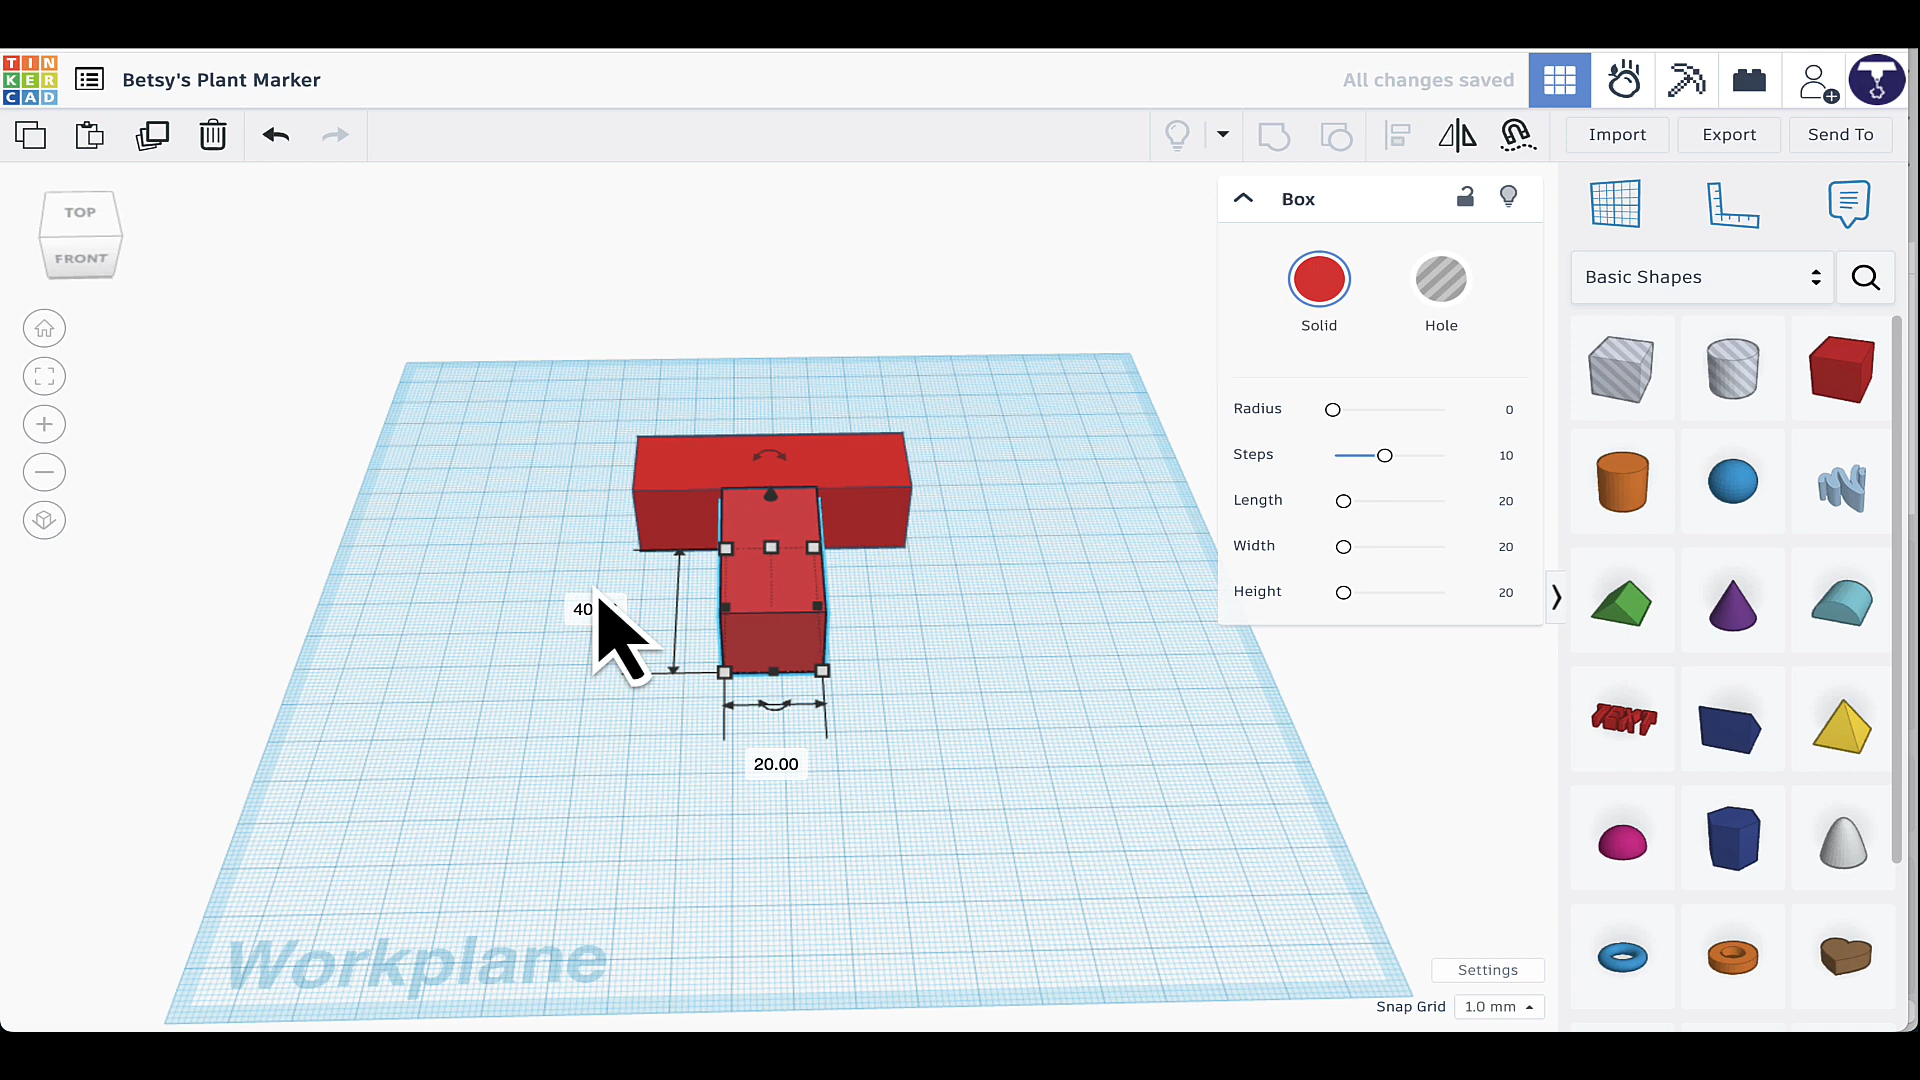 TIN
KER
CAD
Betsy's Plant Marker
All changes saved
Import
Export
Send To
TOP
FRONT
Box
Solid
Hole
Radius
0
Steps
10
Length
20
Width
20
Height
20
Basic Shapes
TEXT
40
20.00
Workplane
Settings
Snap Grid
1.0 mm